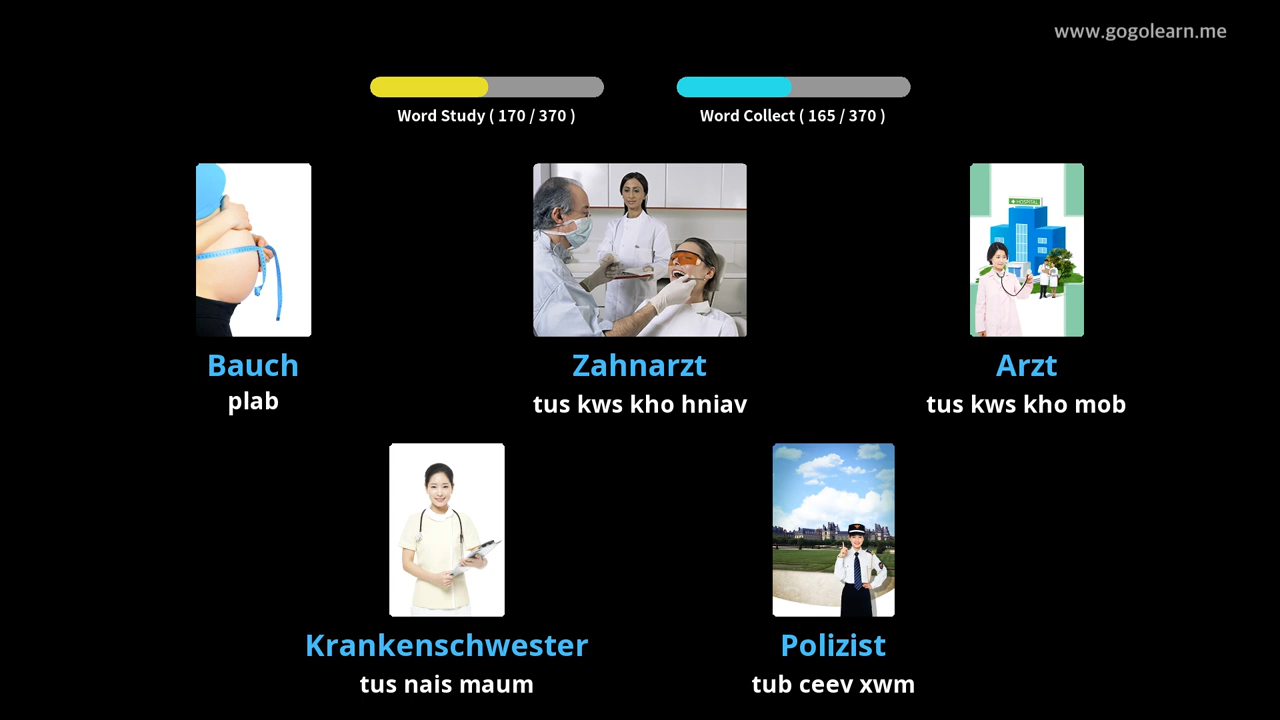 www.gogolearn.me
Word Study ( 170 / 370 )
Word Collect ( 165 / 370 )
HOSPITAL
Bauch
plab
Zahnarzt
tus kws kho hniav
Arzt
tus kws kho mob
Krankenschwester
tus nais maum
Polizist
tub ceev xwm